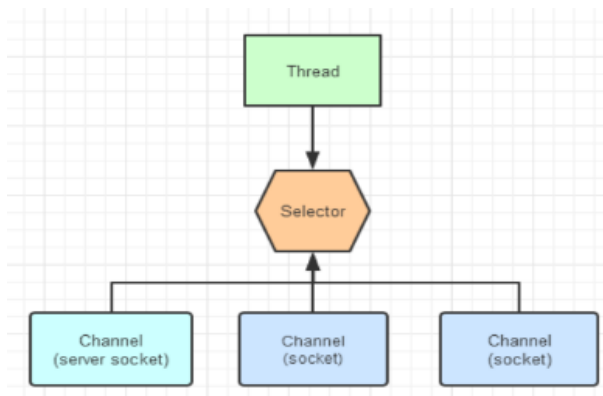 Thread
Selector
Channel
(server socket)
Channel
(socket)
Channel
(socket)